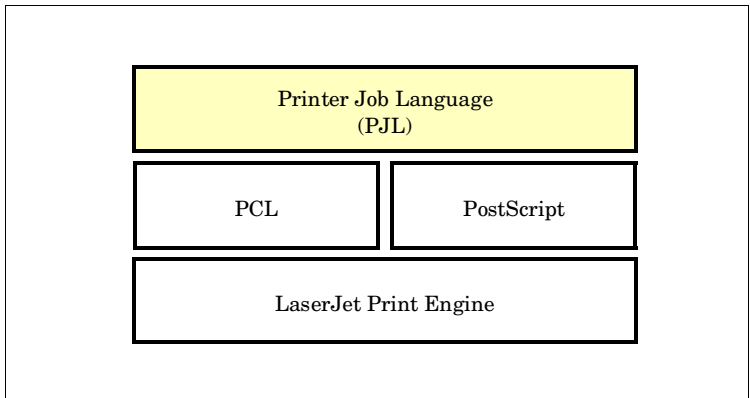 Printer Job Language
(PJL)
PCL
PostScript
LaserJet Print Engine